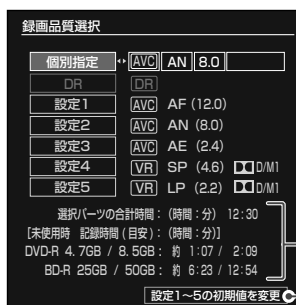 録画品質選択
個別指定 AVC AN 8.0
DR DR
設定1 AVC AF (12.0)
設定2 AVC AN (8.0)
設定3 AVC AE (2.4)
設定4 VR SP (4.6) D/M1
設定5 VR LP (2.2) D/M1
選択パーツの合計時間:(時間:分) 12:30
[未使用時 記録時間(目安):(時間:分)]
DVD-R 4.7GB / 8.5GB: 約 1:07 / 2:09
BD-R 25GB / 50GB: 約 6:23 / 12:54
設定1~5の初期値を変更